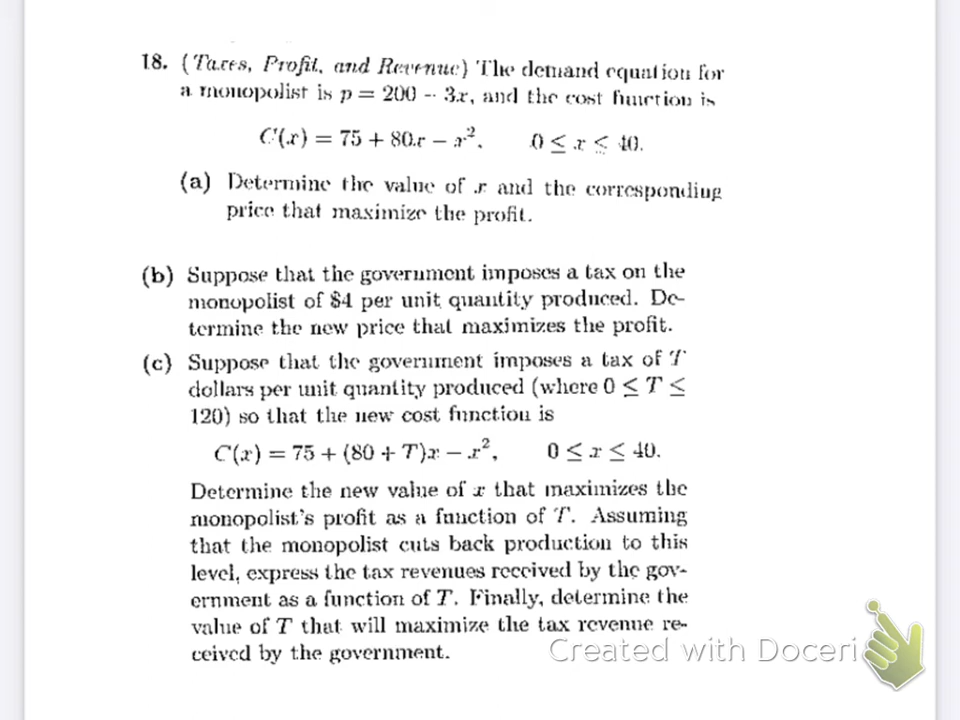 18. (Taxes, Profit, and Revenue) The demand equation for
a monopolist is p = 200 - 3x, and the cost function is
C(x) = 75 + 80x − x², 0 ≤ x ≤ 40.
(a) Determine the value of x and the corresponding
price that maximize the profit.
(b) Suppose that the government imposes a tax on the
monopolist of $4 per unit quantity produced. De-
termine the new price that maximizes the profit.
(c) Suppose that the government imposes a tax of T
dollars per unit quantity produced (where 0 ≤ T ≤
120) so that the new cost function is
C(x) = 75 + (80 + T)x − x², 0 ≤ x ≤ 40.
Determine the new value of x that maximizes the
monopolist's profit as a function of T. Assuming
that the monopolist cuts back production to this
level, express the tax revenues received by the gov-
ernment as a function of T. Finally, determine the
value of T that will maximize the tax revenue re-
ceived by the government.
Created with Doceri